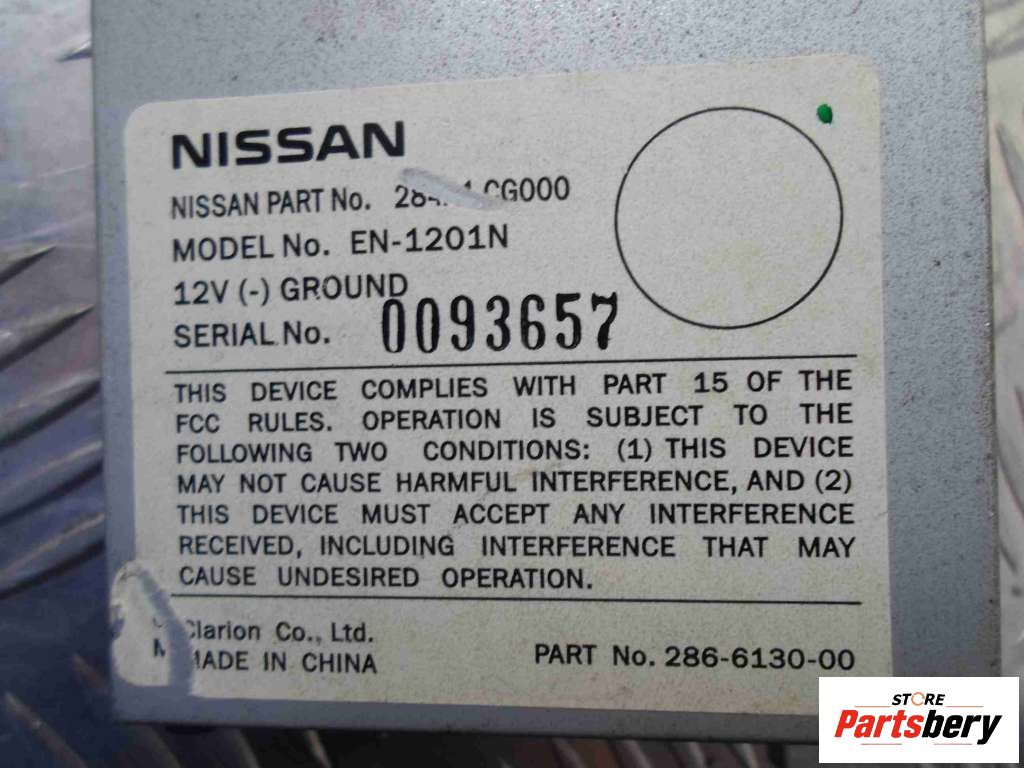 NISSAN
NISSAN PART No. CG000
MODEL No. EN-1201N
12V (-) GROUND
SERIAL No. 0093657
THIS DEVICE COMPLIES WITH PART 15 OF THE
FCC RULES. OPERATION IS SUBJECT TO THE
FOLLOWING TWO CONDITIONS: (1) THIS DEVICE
MAY NOT CAUSE HARMFUL INTERFERENCE, AND (2)
THIS DEVICE MUST ACCEPT ANY INTERFERENCE
RECEIVED, INCLUDING INTERFERENCE THAT MAY
CAUSE UNDESIRED OPERATION.
Clarion Co., Ltd.
MADE IN CHINA
PART No. 286-6130-00
STORE
Partsbery